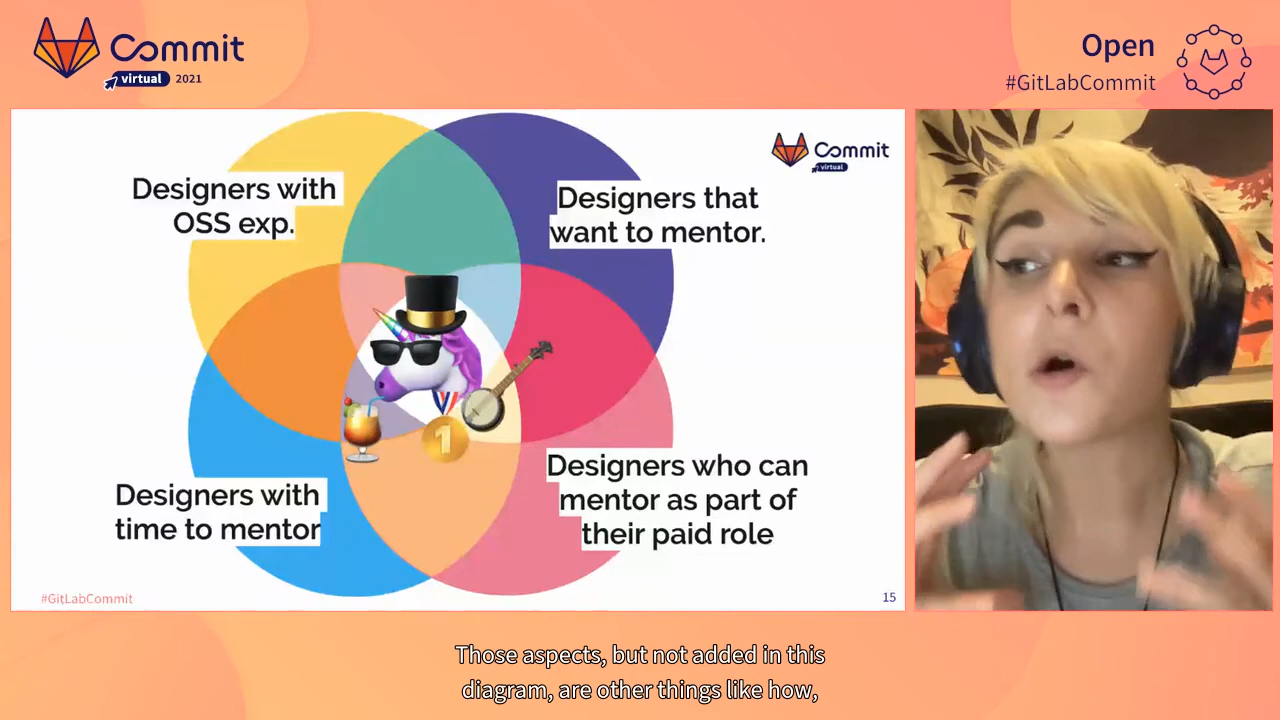 Commit
virtual 2021
Open
#GitLabCommit
Commit
virtual
Designers with
OSS exp.
Designers that
want to mentor.
1
Designers with
time to mentor
Designers who can
mentor as part of
their paid role
#GitLabCommit
15
Those aspects, but not added in this
diagram, are other things like how,